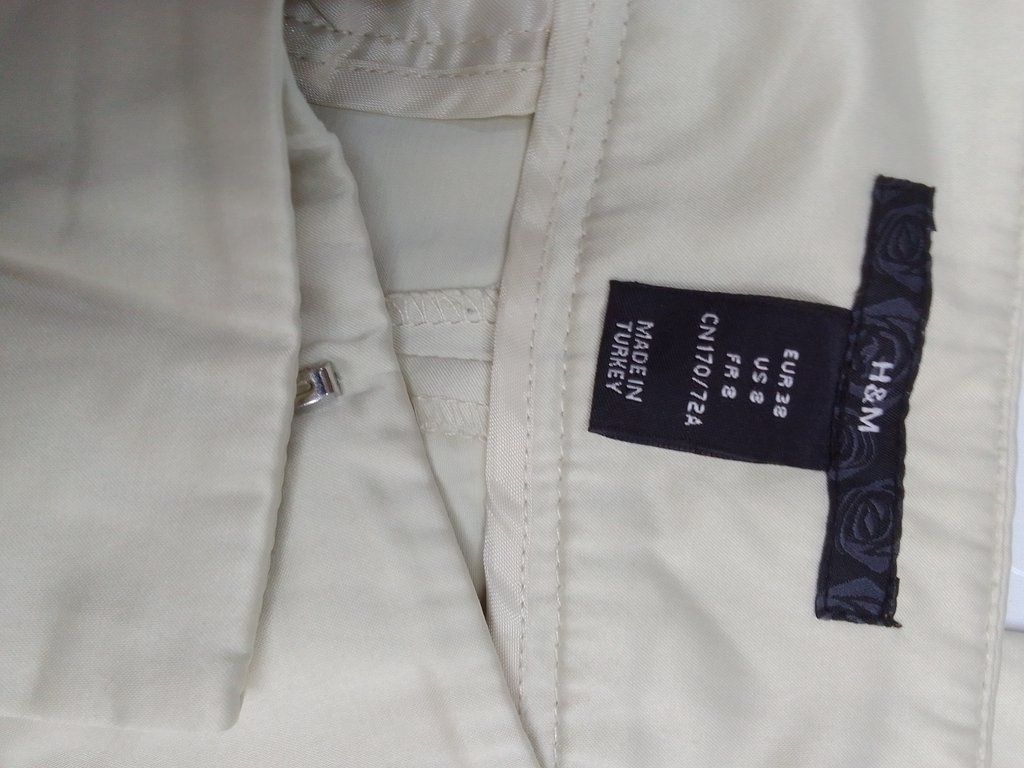 H&M
EUR 38
US 8
FR 8
CN170/72A
MADE IN
TURKEY